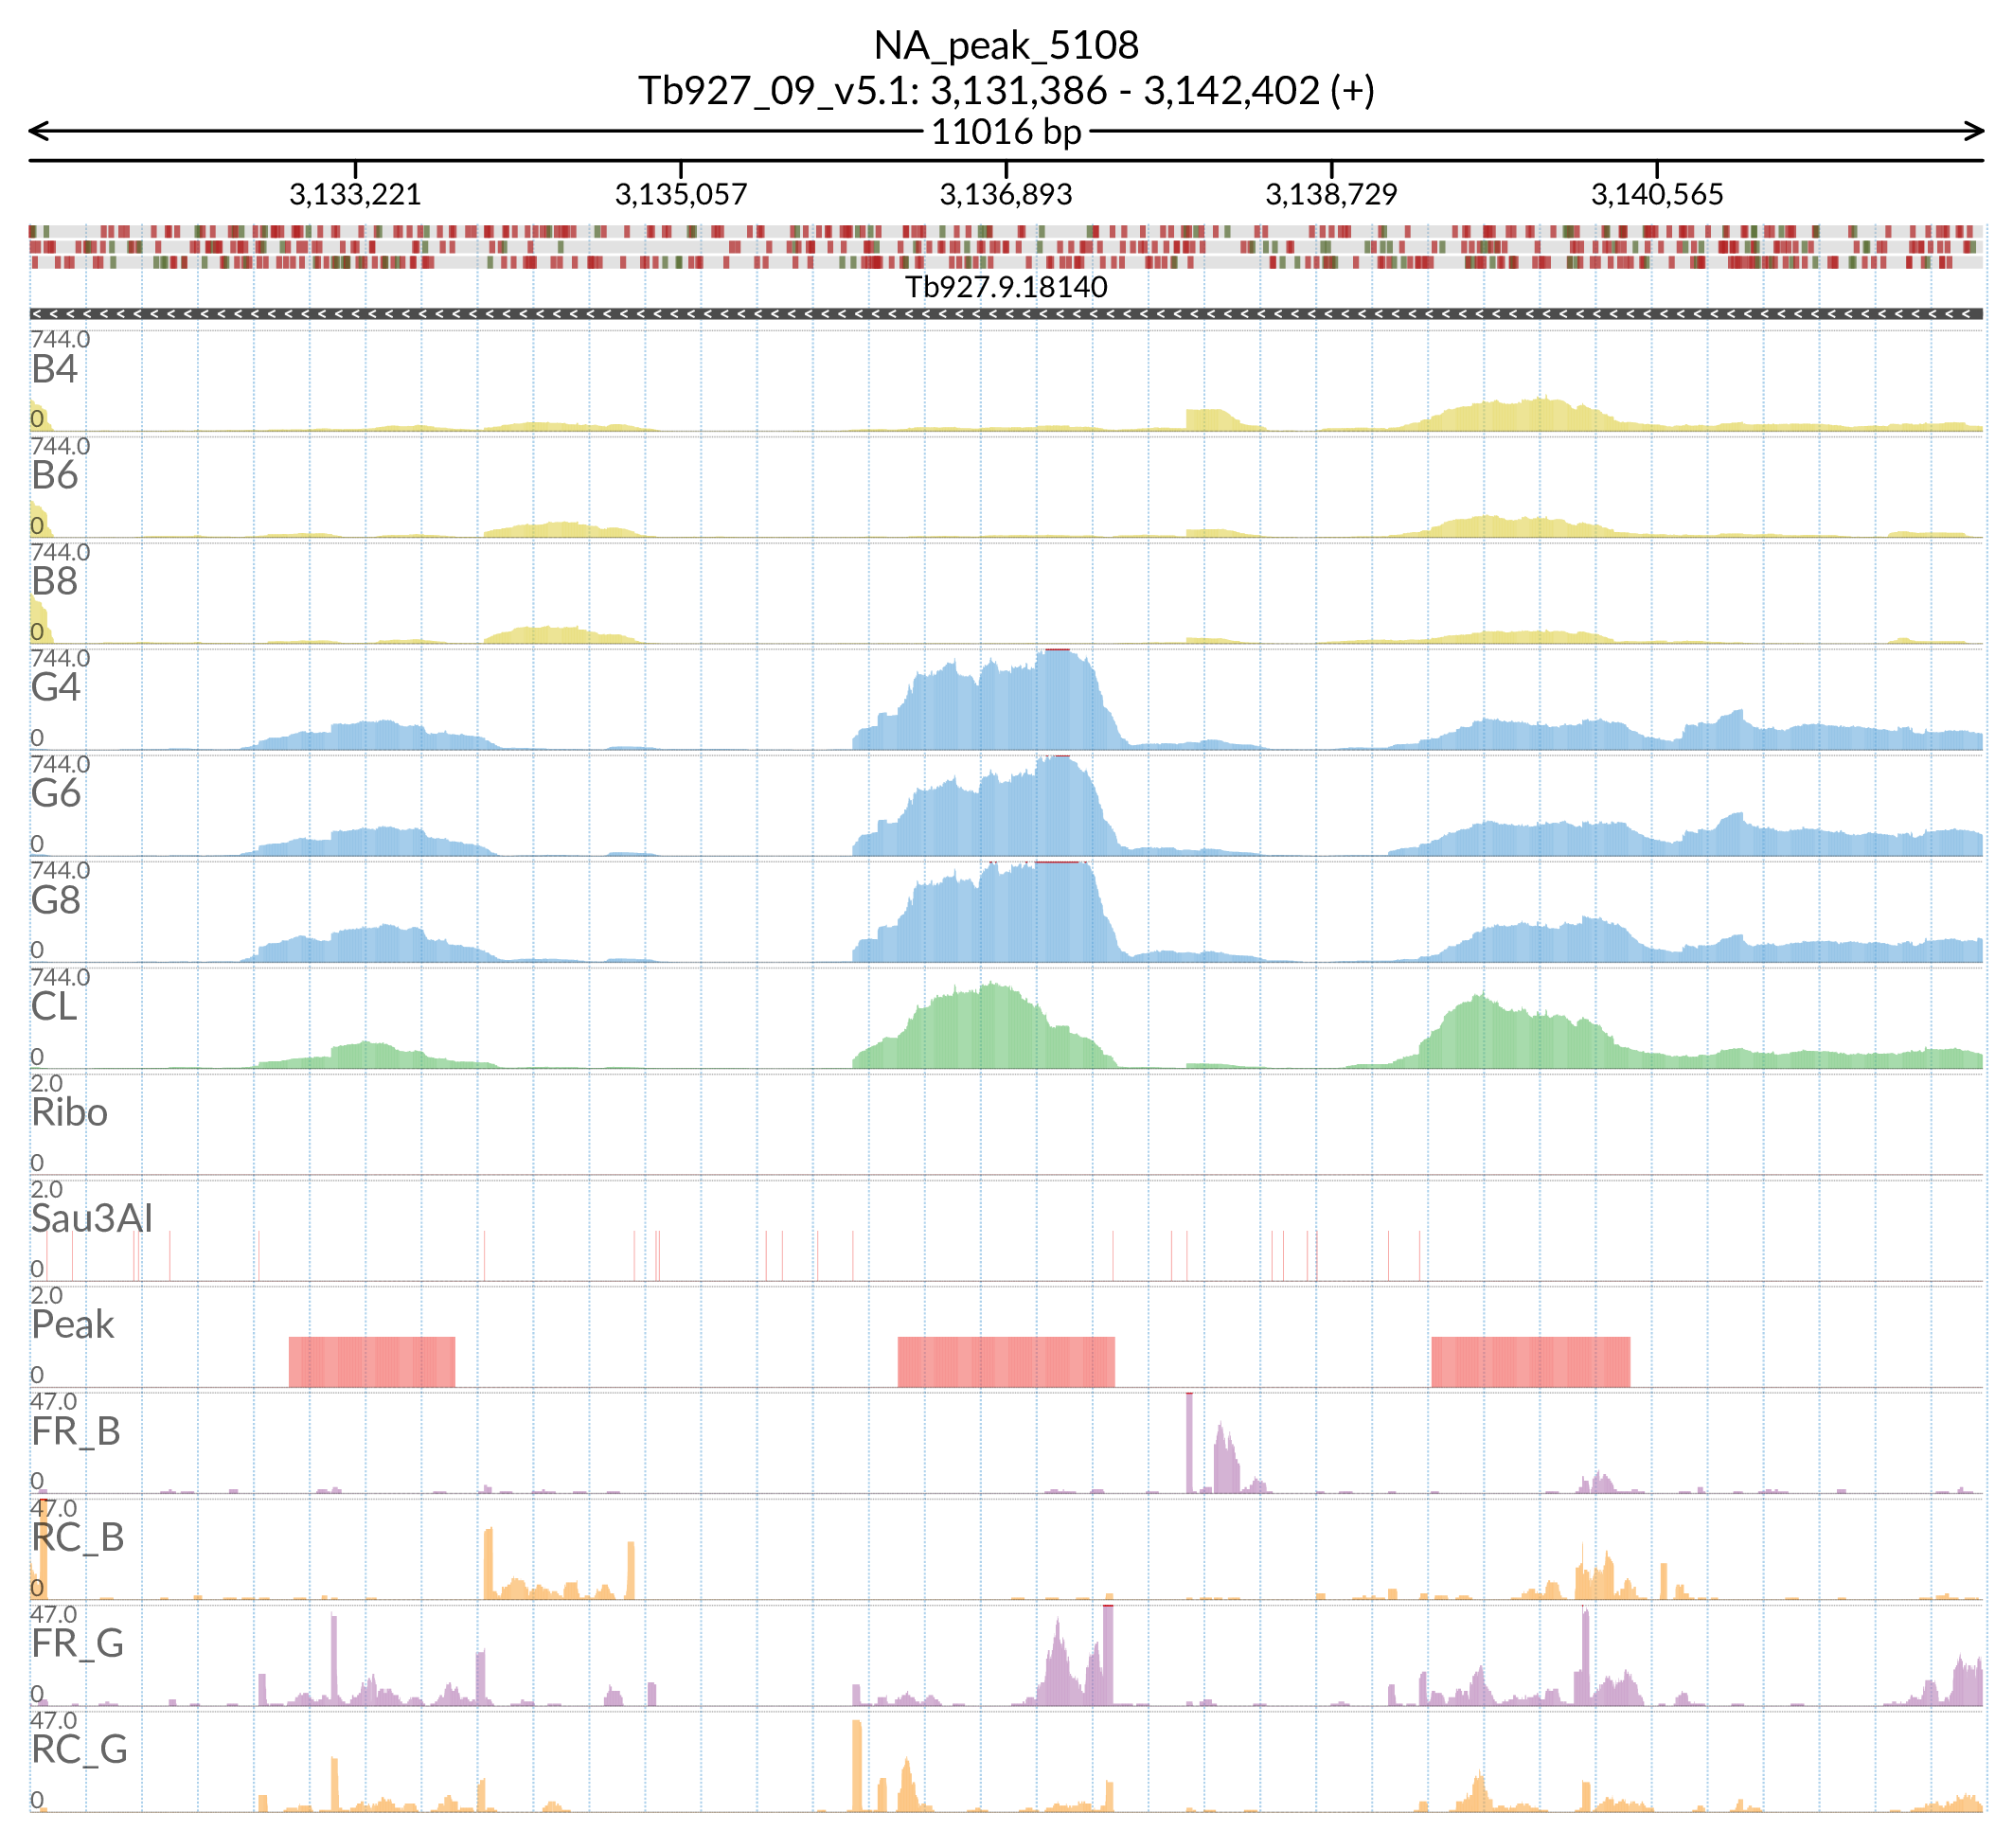 NA_peak_5108
Tb927_09_v5.1: 3,131,386 - 3,142,402 (+)
11016 bp
3,133,221 3,135,057 3,136,893 3,138,729 3,140,565
Tb927.9.18140
744.0
B4
0
744.0
B6
0
744.0
B8
0
744.0
G4
0
744.0
G6
0
744.0
G8
0
744.0
CL
0
2.0
Ribo
0
2.0
Sau3AI
0
2.0
Peak
0
47.0
FR_B
0
47.0
RC_B
0
47.0
FR_G
0
47.0
RC_G
0